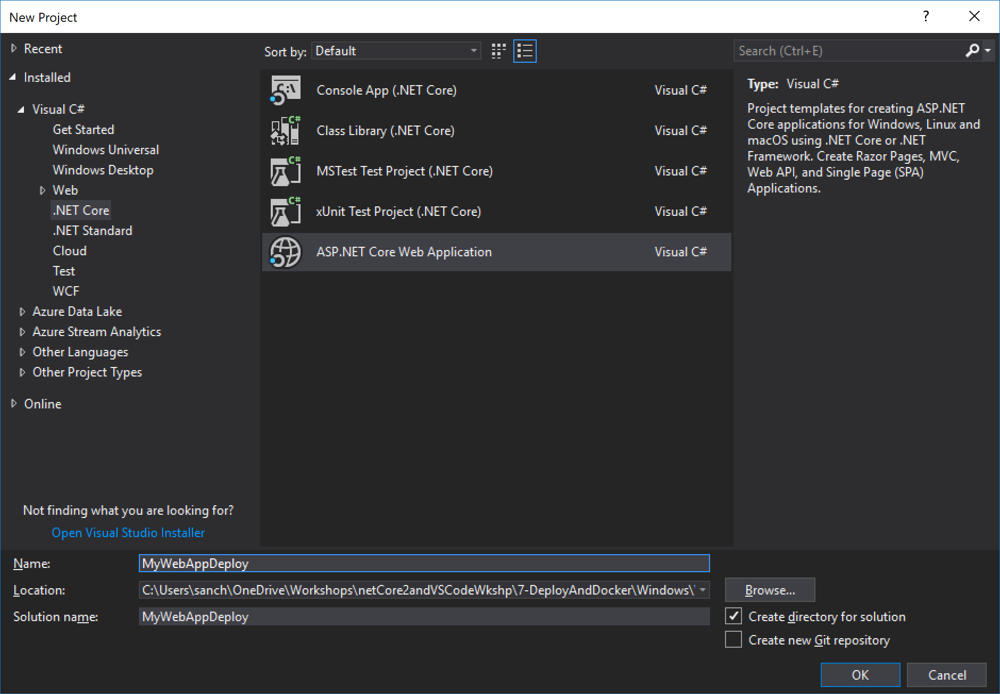 New Project
?
Recent
Installed
Visual C#
Get Started
Windows Universal
Windows Desktop
Web
.NET Core
.NET Standard
Cloud
Test
WCF
Azure Data Lake
Azure Stream Analytics
Other Languages
Other Project Types
Online
Not finding what you are looking for?
Open Visual Studio Installer
Sort by: Default
C:\ Console App (.NET Core) Visual C#
C# Class Library (.NET Core) Visual C#
C# MSTest Test Project (.NET Core) Visual C#
C# xUnit Test Project (.NET Core) Visual C#
ASP.NET Core Web Application Visual C#
Search (Ctrl+E)
Type: Visual C#
Project templates for creating ASP.NET
Core applications for Windows, Linux and
macOS using .NET Core or .NET
Framework. Create Razor Pages, MVC,
Web API, and Single Page (SPA)
Applications.
Name: MyWebAppDeploy
Location: C:\Users\sanch\OneDrive\Workshops\netCore2andVSCodeWkshp\7-DeployAndDocker\Windows\
Browse...
Solution name: MyWebAppDeploy
Create directory for solution
Create new Git repository
OK
Cancel